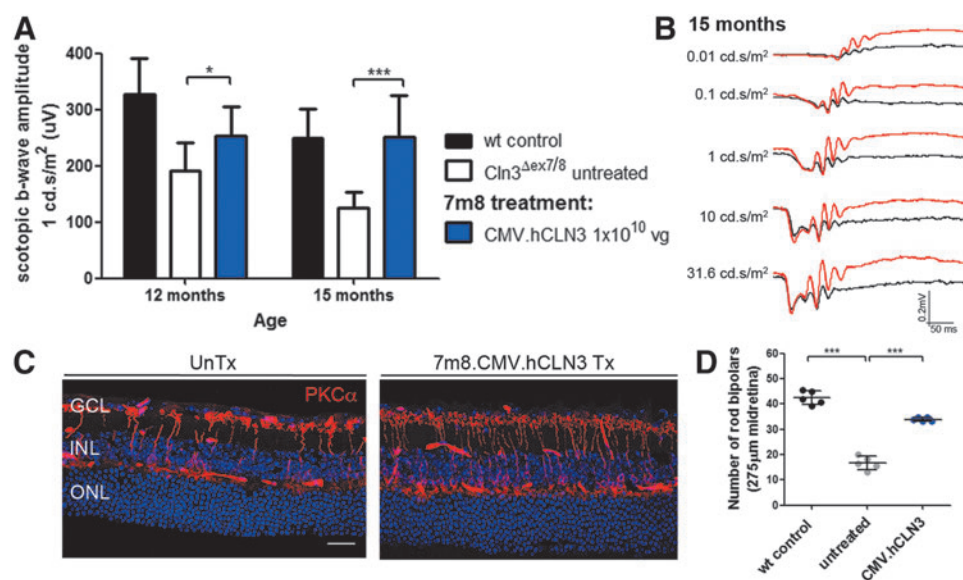 A
scotopic b-wave amplitude
1 cd.s/m² (uV)
400
300
200
100
0
*
***
12 months
15 months
Age
wt control
Cln3^Δex7/8 untreated
7m8 treatment:
CMV.hCLN3 1x10¹⁰ vg
B 15 months
0.01 cd.s/m²
0.1 cd.s/m²
1 cd.s/m²
10 cd.s/m²
31.6 cd.s/m²
0.2mV
50 ms
C
UnTx
7m8.CMV.hCLN3 Tx
PKCα
GCL
INL
ONL
D
Number of rod bipolars
(275µm midretina)
60
50
40
30
20
10
0
***
***
wt control
untreated
CMV.hCLN3